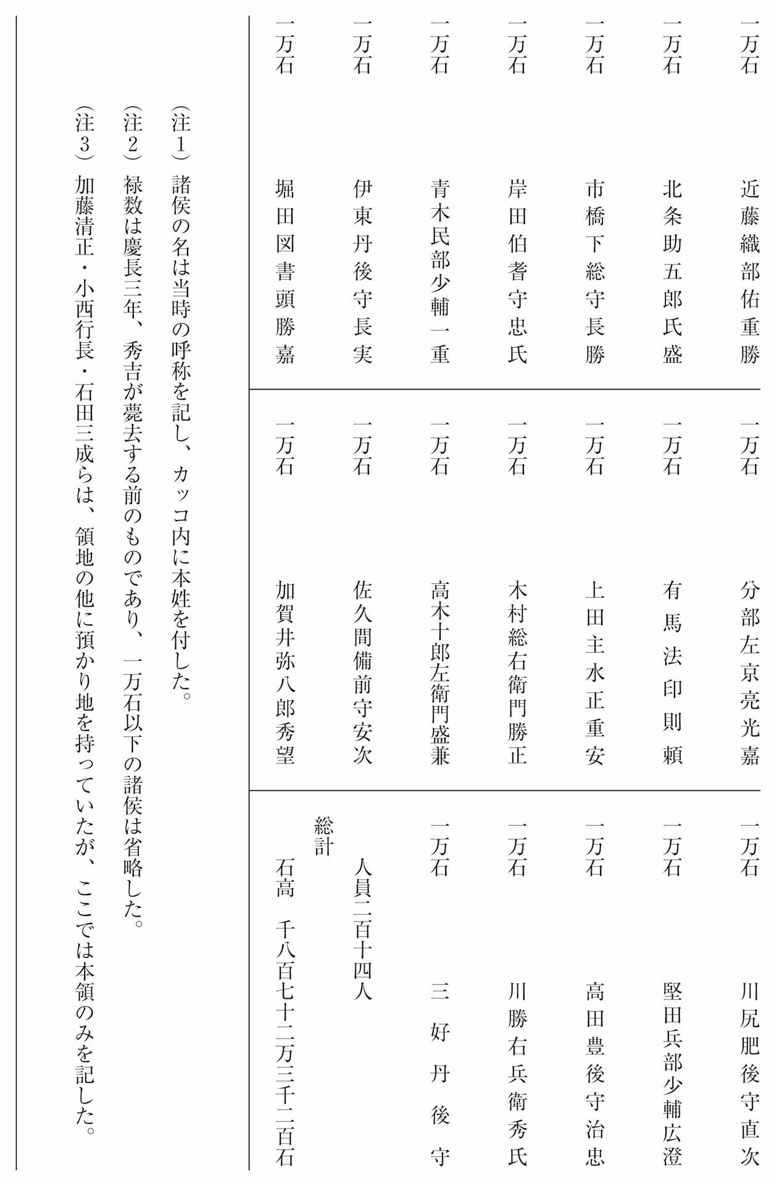 一万石 近藤織部佑重勝
一万石 北条助五郎氏盛
一万石 市橋下総守長勝
一万石 岸田伯耆守忠氏
一万石 青木民部少輔一重
一万石 伊東丹後守長実
一万石 堀田図書頭勝嘉
一万石 分部左京亮光嘉
一万石 有馬法印則頼
一万石 上田主水正重安
一万石 木村総右衛門勝正
一万石 高木十郎左衛門盛兼
一万石 佐久間備前守安次
一万石 加賀井弥八郎秀望
一万石 川尻肥後守直次
一万石 堅田兵部少輔広澄
一万石 高田豊後守治忠
一万石 川勝右兵衛秀氏
一万石 三好丹後守
人員二百十四人
総計
石高 千八百七十二万三千二百石
(注1) 諸侯の名は当時の呼称を記し、カッコ内に本姓を付した。
(注2) 禄数は慶長三年、秀吉が薨去する前のものであり、一万石以下の諸侯は省略した。
(注3) 加藤清正・小西行長・石田三成らは、領地の他に預かり地を持っていたが、ここでは本領のみを記した。